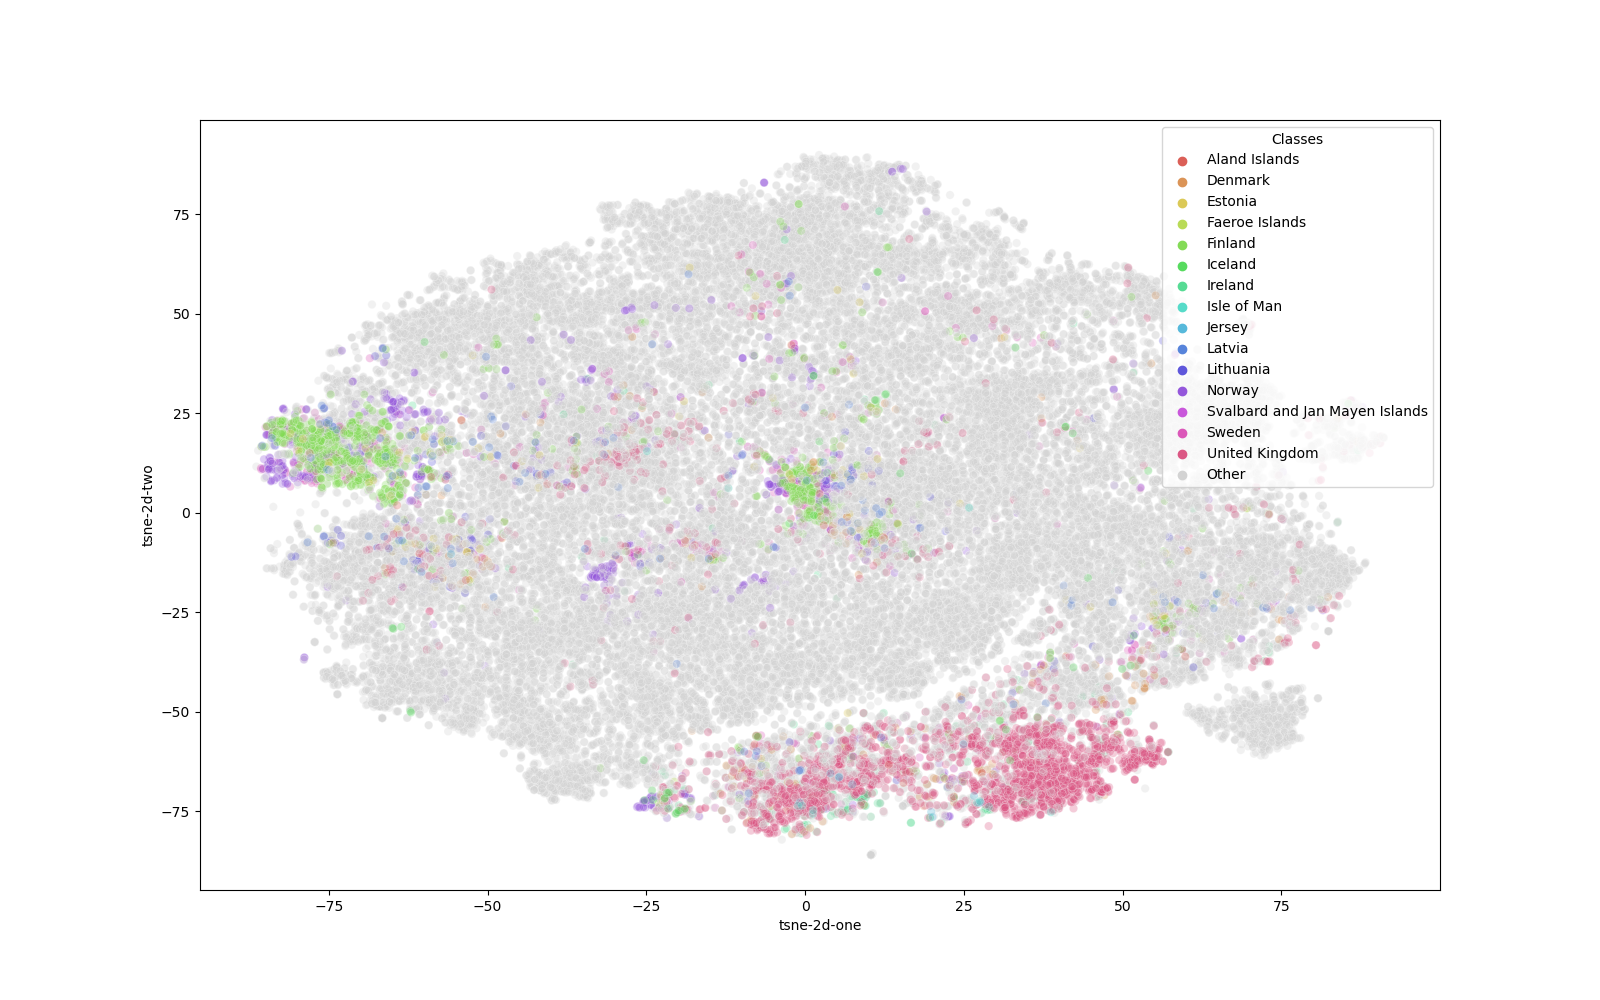 Classes
Aland Islands
Denmark
Estonia
Faeroe Islands
Finland
Iceland
Ireland
Isle of Man
Jersey
Latvia
Lithuania
Norway
Svalbard and Jan Mayen Islands
Sweden
United Kingdom
Other
75
50
25
0
−25
−50
−75
tsne-2d-two
−75
−50
−25
0
25
50
75
tsne-2d-one